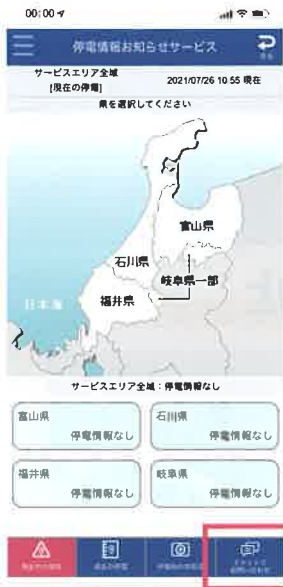 00:00
停電情報お知らせサービス
サービスエリア全域
[現在の停電]
2021/07/26 10:55 現在
県を選択してください
富山県
石川県
岐阜県一部
福井県
日本海
サービスエリア全域：停電情報なし
富山県
停電情報なし
石川県
停電情報なし
福井県
停電情報なし
岐阜県
停電情報なし